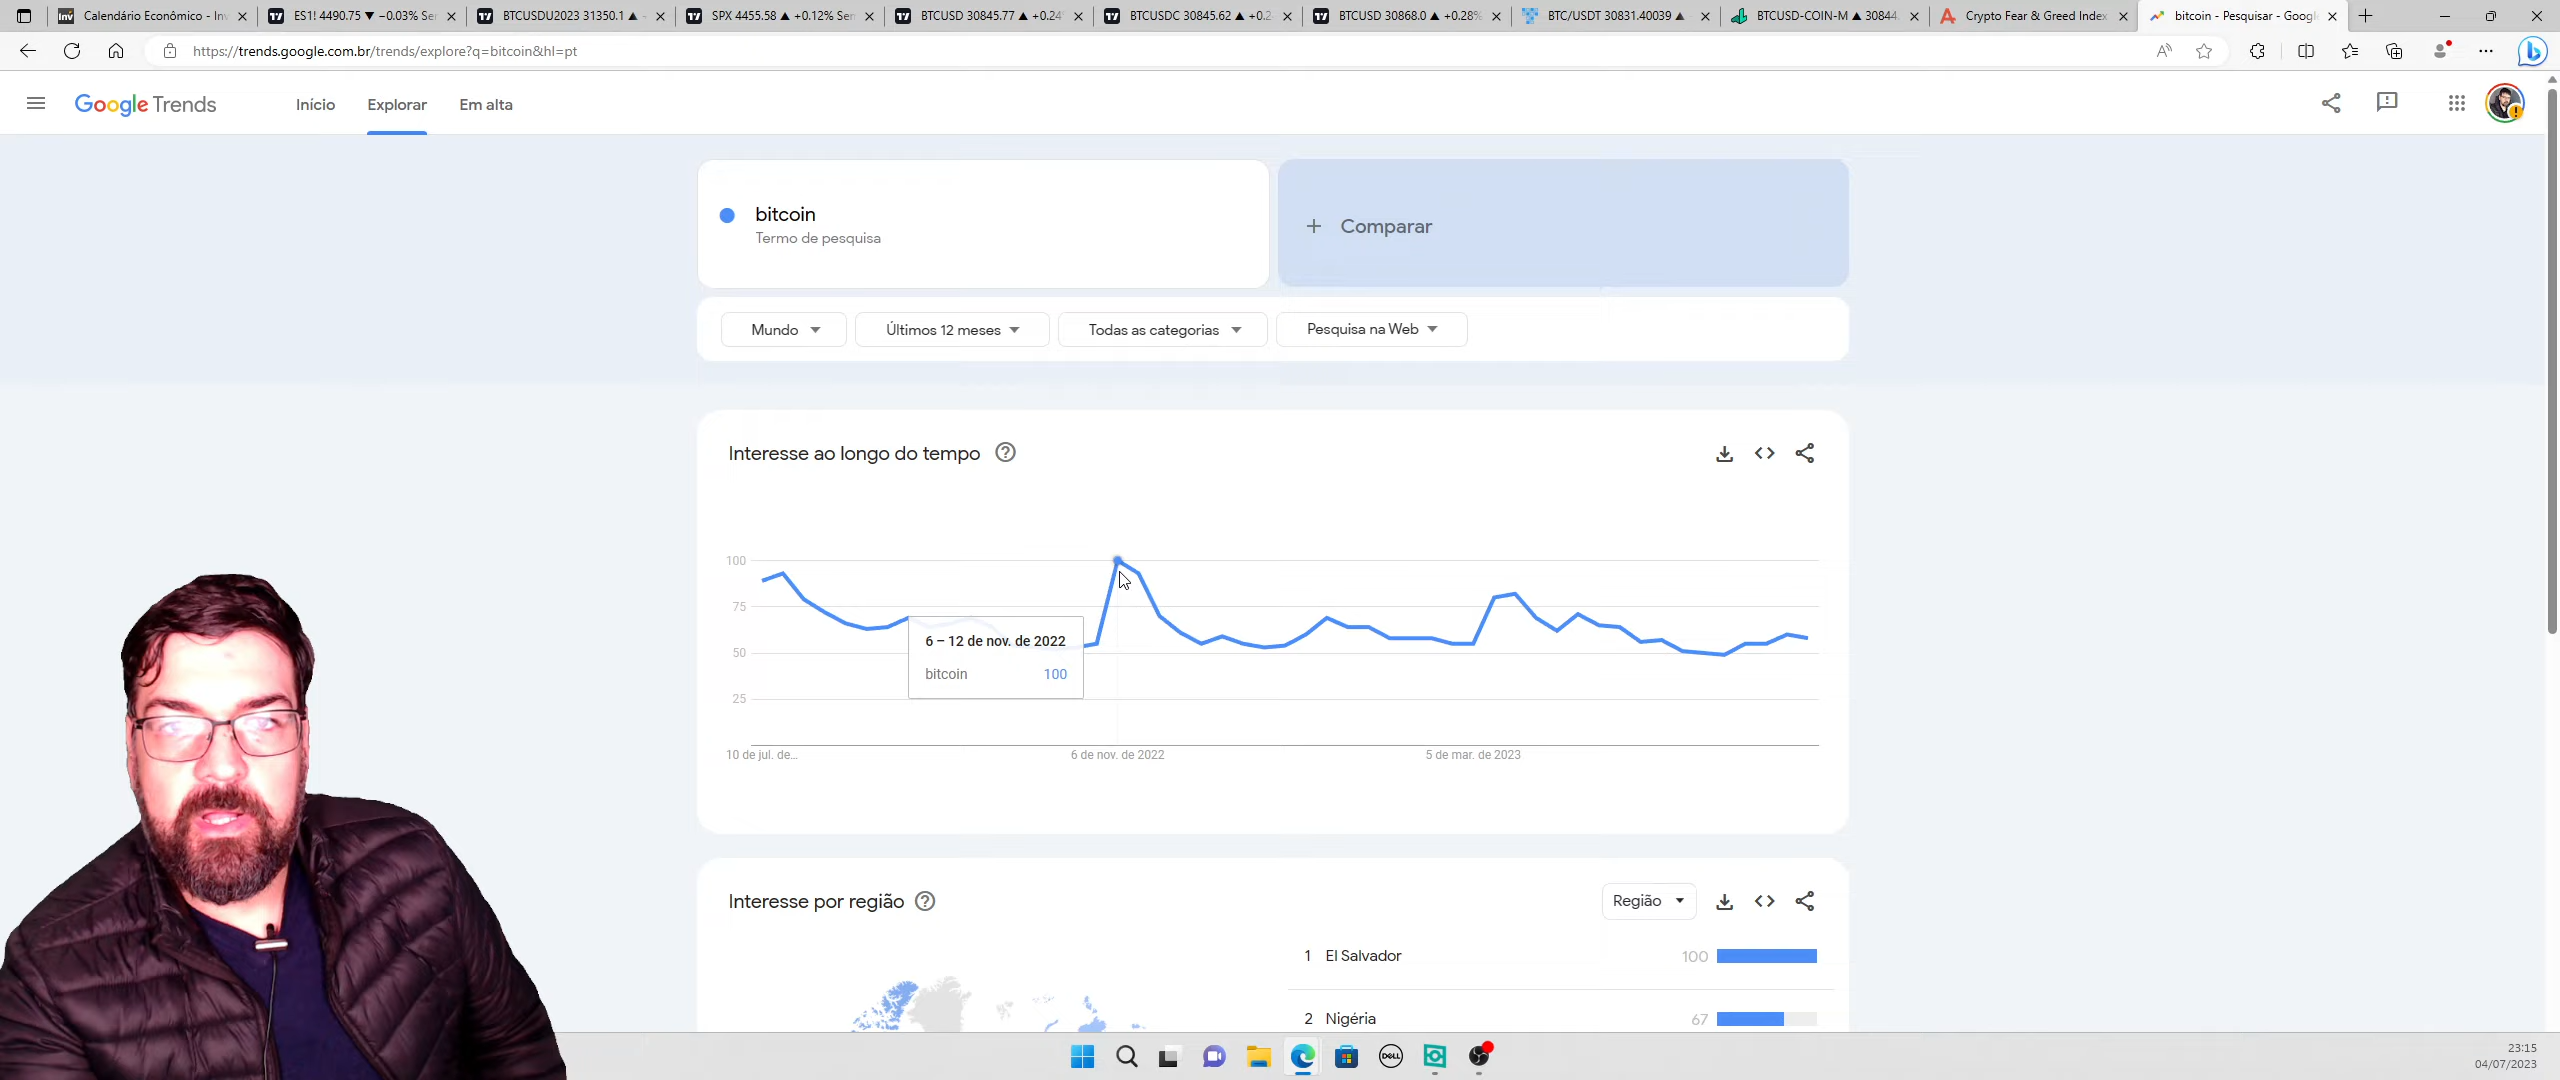 Calendário Econômico - Inv
ES1! 4490.75 ▼ −0.03% Ser
BTCUSDU2023 31350.1 ▲
SPX 4455.58 ▲ +0.12% Sem
BTCUSD 30845.77 ▲ +0.24
BTCUSDC 30845.62 ▲ +0.2
BTCUSD 30868.0 ▲ +0.28%
BTC/USDT 30831.40039 ▲
BTCUSD-COIN-M ▲ 30844
Crypto Fear & Greed Index
bitcoin - Pesquisar - Google
https://trends.google.com.br/trends/explore?q=bitcoin&hl=pt
Google Trends
Início
Explorar
Em alta
bitcoin
Termo de pesquisa
+ Comparar
Mundo
Últimos 12 meses
Todas as categorias
Pesquisa na Web
Interesse ao longo do tempo
100
75
50
25
6 – 12 de nov. de 2022
bitcoin 100
10 de jul. de...
6 de nov. de 2022
5 de mar. de 2023
Interesse por região
Região
1 El Salvador 100
2 Nigéria 67
DELL
23:15
04/07/2023